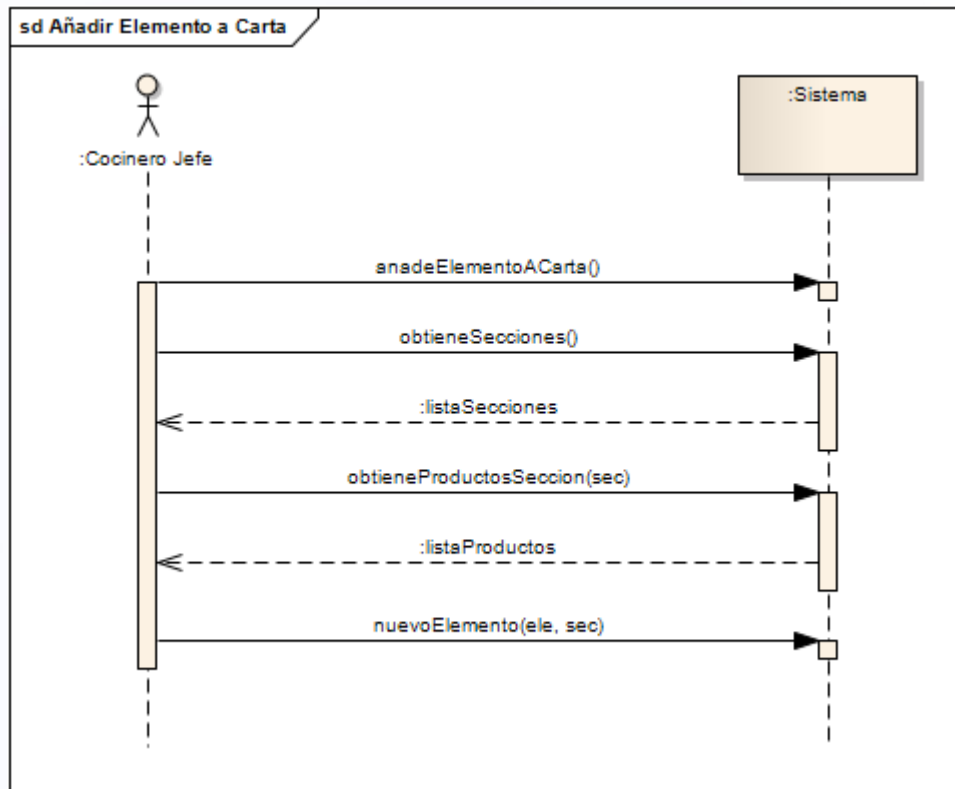 sd Añadir Elemento a Carta
:Cocinero Jefe
:Sistema
anadeElementoACarta()
obtieneSecciones()
:listaSecciones
obtieneProductosSeccion(sec)
:listaProductos
nuevoElemento(ele, sec)